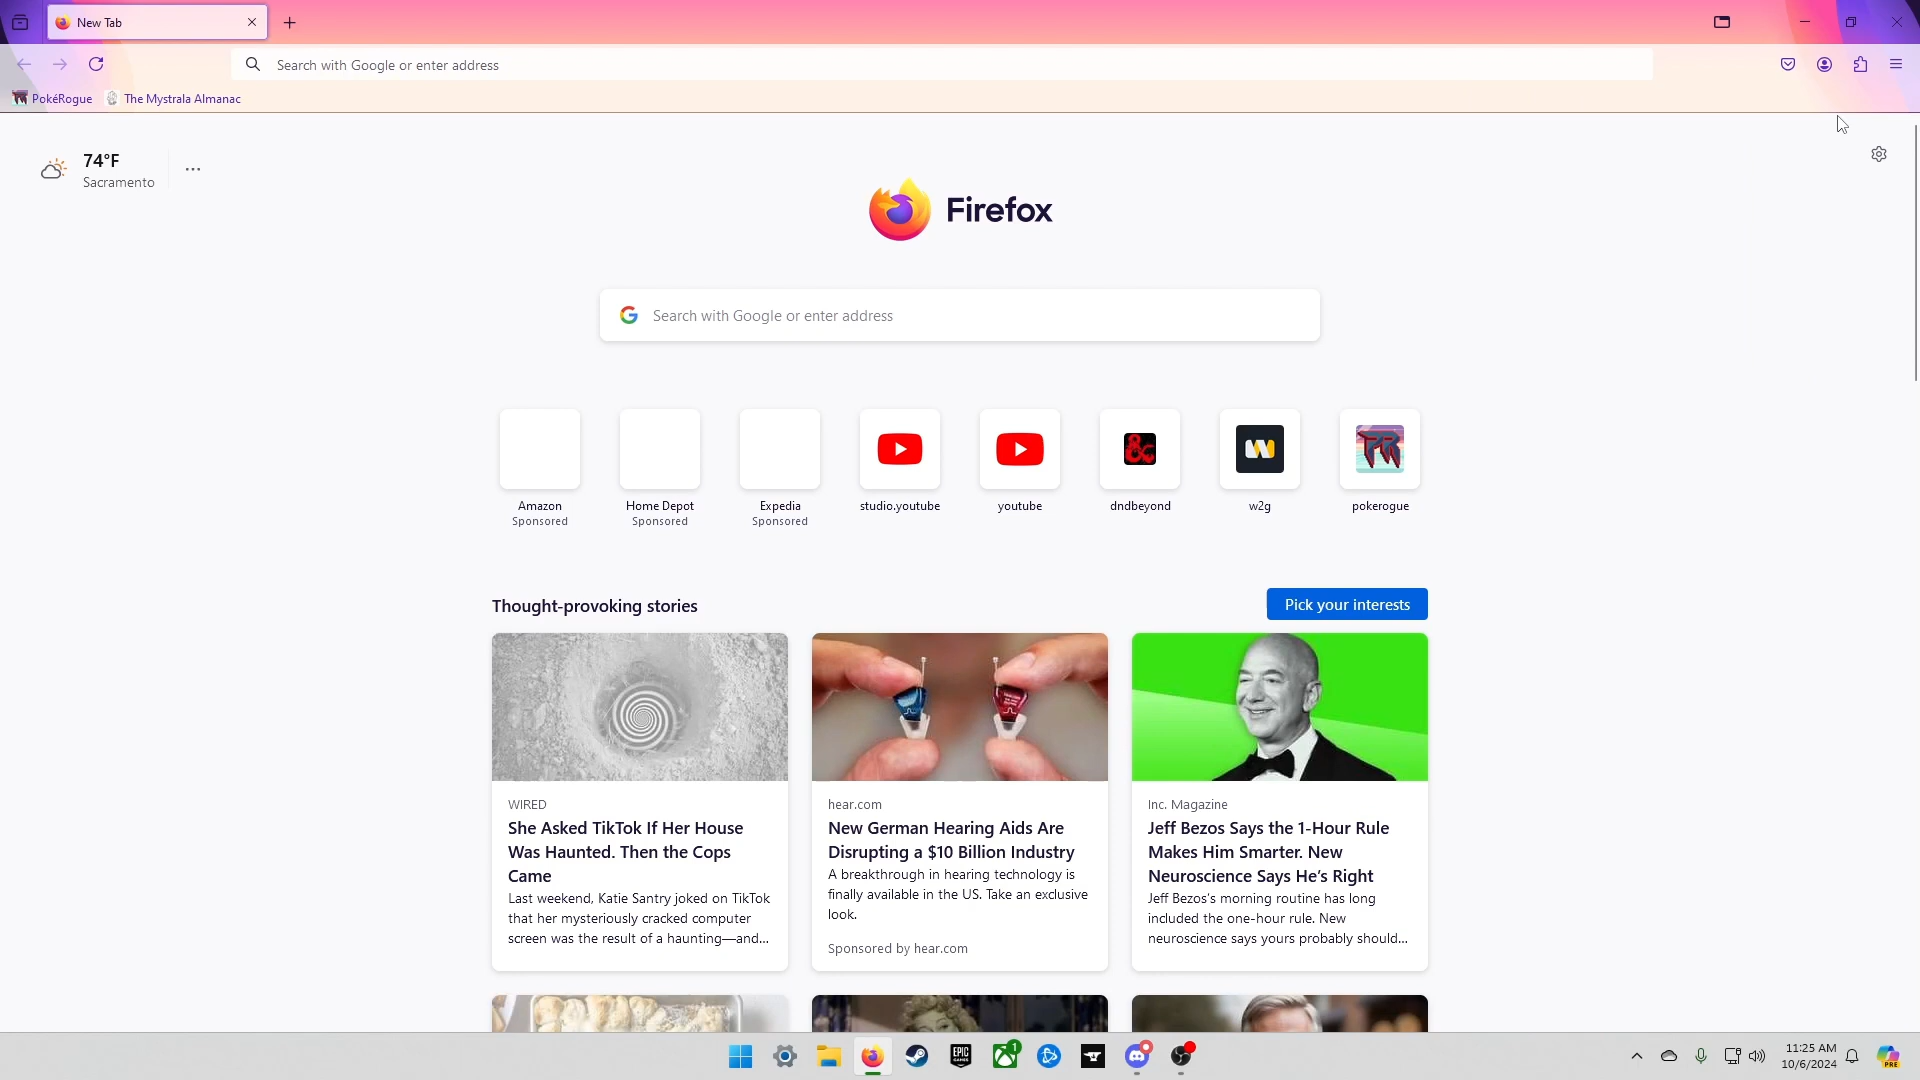 New Tab
Search with Google or enter address
PokéRogue
The Mystrala Almanac
74°F
Sacramento
Firefox
Search with Google or enter address
Amazon
Sponsored
Home Depot
Sponsored
Expedia
Sponsored
studio.youtube
youtube
dndbeyond
w2g
pokerogue
Thought-provoking stories
Pick your interests
WIRED
She Asked TikTok If Her House
Was Haunted. Then the Cops
Came
Last weekend, Katie Santry joked on TikTok
that her mysteriously cracked computer
screen was the result of a haunting—and...
hear.com
New German Hearing Aids Are
Disrupting a $10 Billion Industry
A breakthrough in hearing technology is
finally available in the US. Take an exclusive
look.
Sponsored by hear.com
Inc. Magazine
Jeff Bezos Says the 1-Hour Rule
Makes Him Smarter. New
Neuroscience Says He's Right
Jeff Bezos's morning routine has long
included the one-hour rule. New
neuroscience says yours probably should...
EPIC
GAMES
1
11:25 AM
10/6/2024
PRE